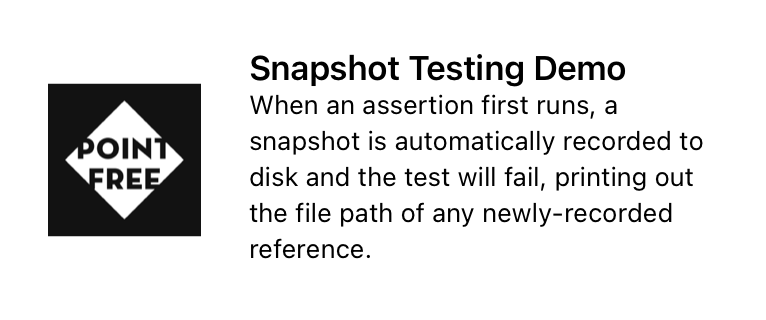 POINT
FREE
Snapshot Testing Demo
When an assertion first runs, a
snapshot is automatically recorded to
disk and the test will fail, printing out
the file path of any newly-recorded
reference.